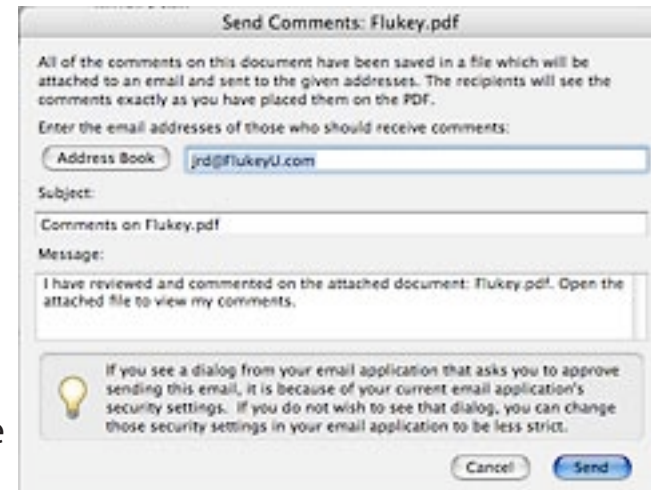 Send Comments: Flukey.pdf
All of the comments on this document have been saved in a file which will be
attached to an email and sent to the given addresses. The recipients will see the
comments exactly as you have placed them on the PDF.
Enter the email addresses of those who should receive comments:
Address Book jrd@FlukeyU.com
Subject:
Comments on Flukey.pdf
Message:
I have reviewed and commented on the attached document: Flukey.pdf. Open the
attached file to view my comments.
If you see a dialog from your email application that asks you to approve
sending this email, it is because of your current email application's
security settings. If you do not wish to see that dialog, you can change
those security settings in your email application to be less strict.
e
Cancel Send